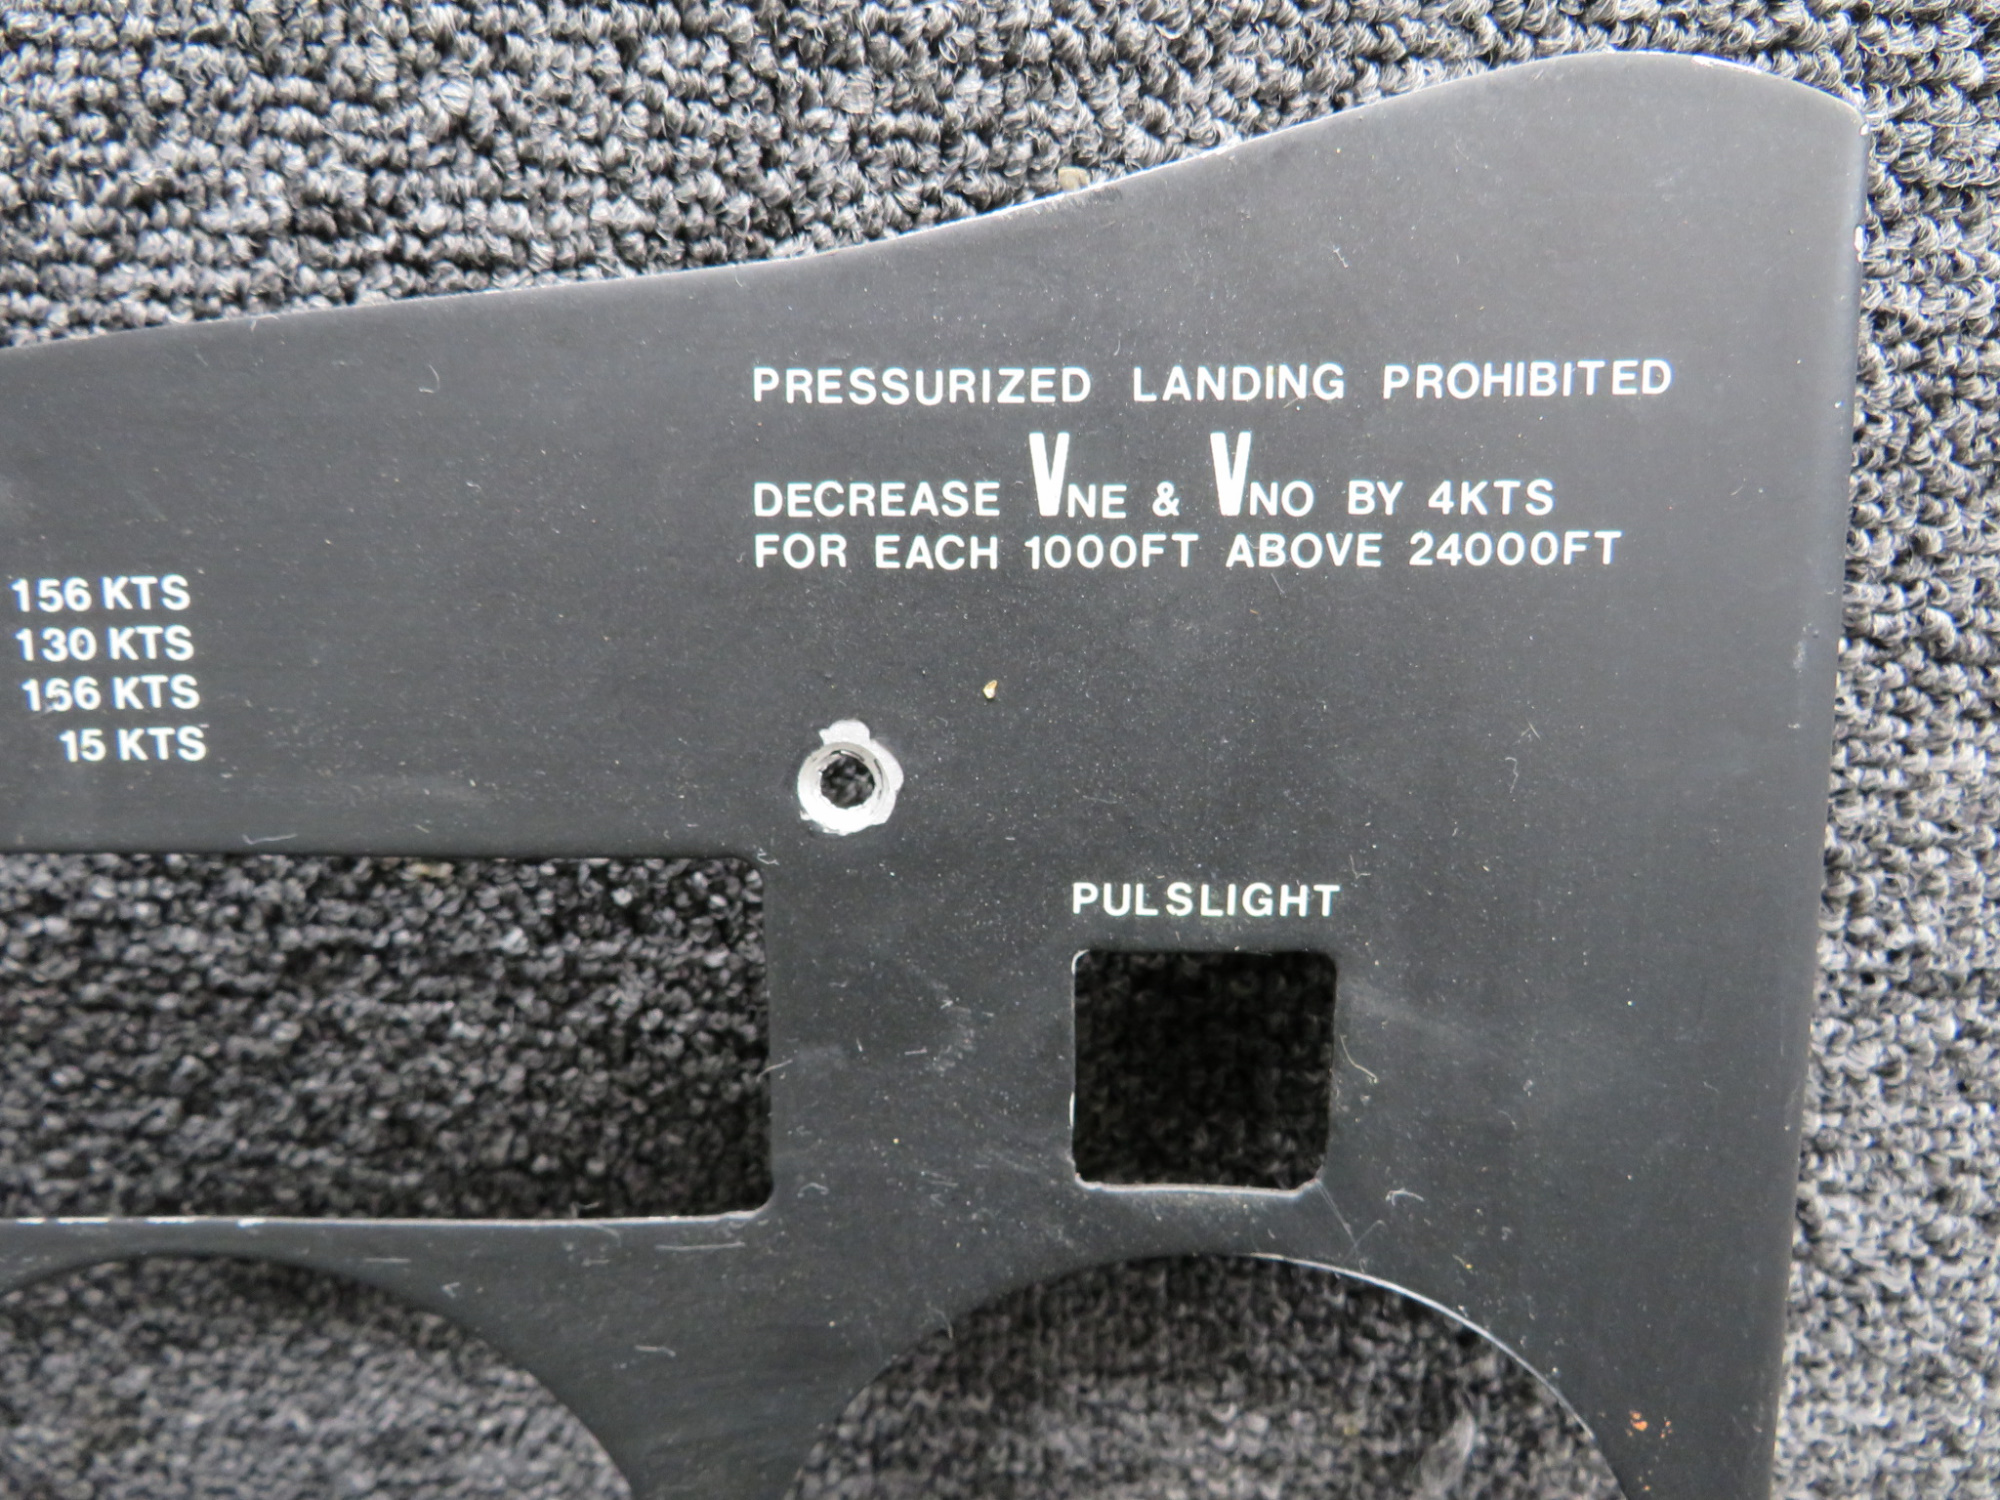 PRESSURIZED LANDING PROHIBITED
DECREASE VNE & VNO BY 4KTS
FOR EACH 1000FT ABOVE 24000FT
156 KTS
130 KTS
156 KTS
15 KTS
PULSLIGHT